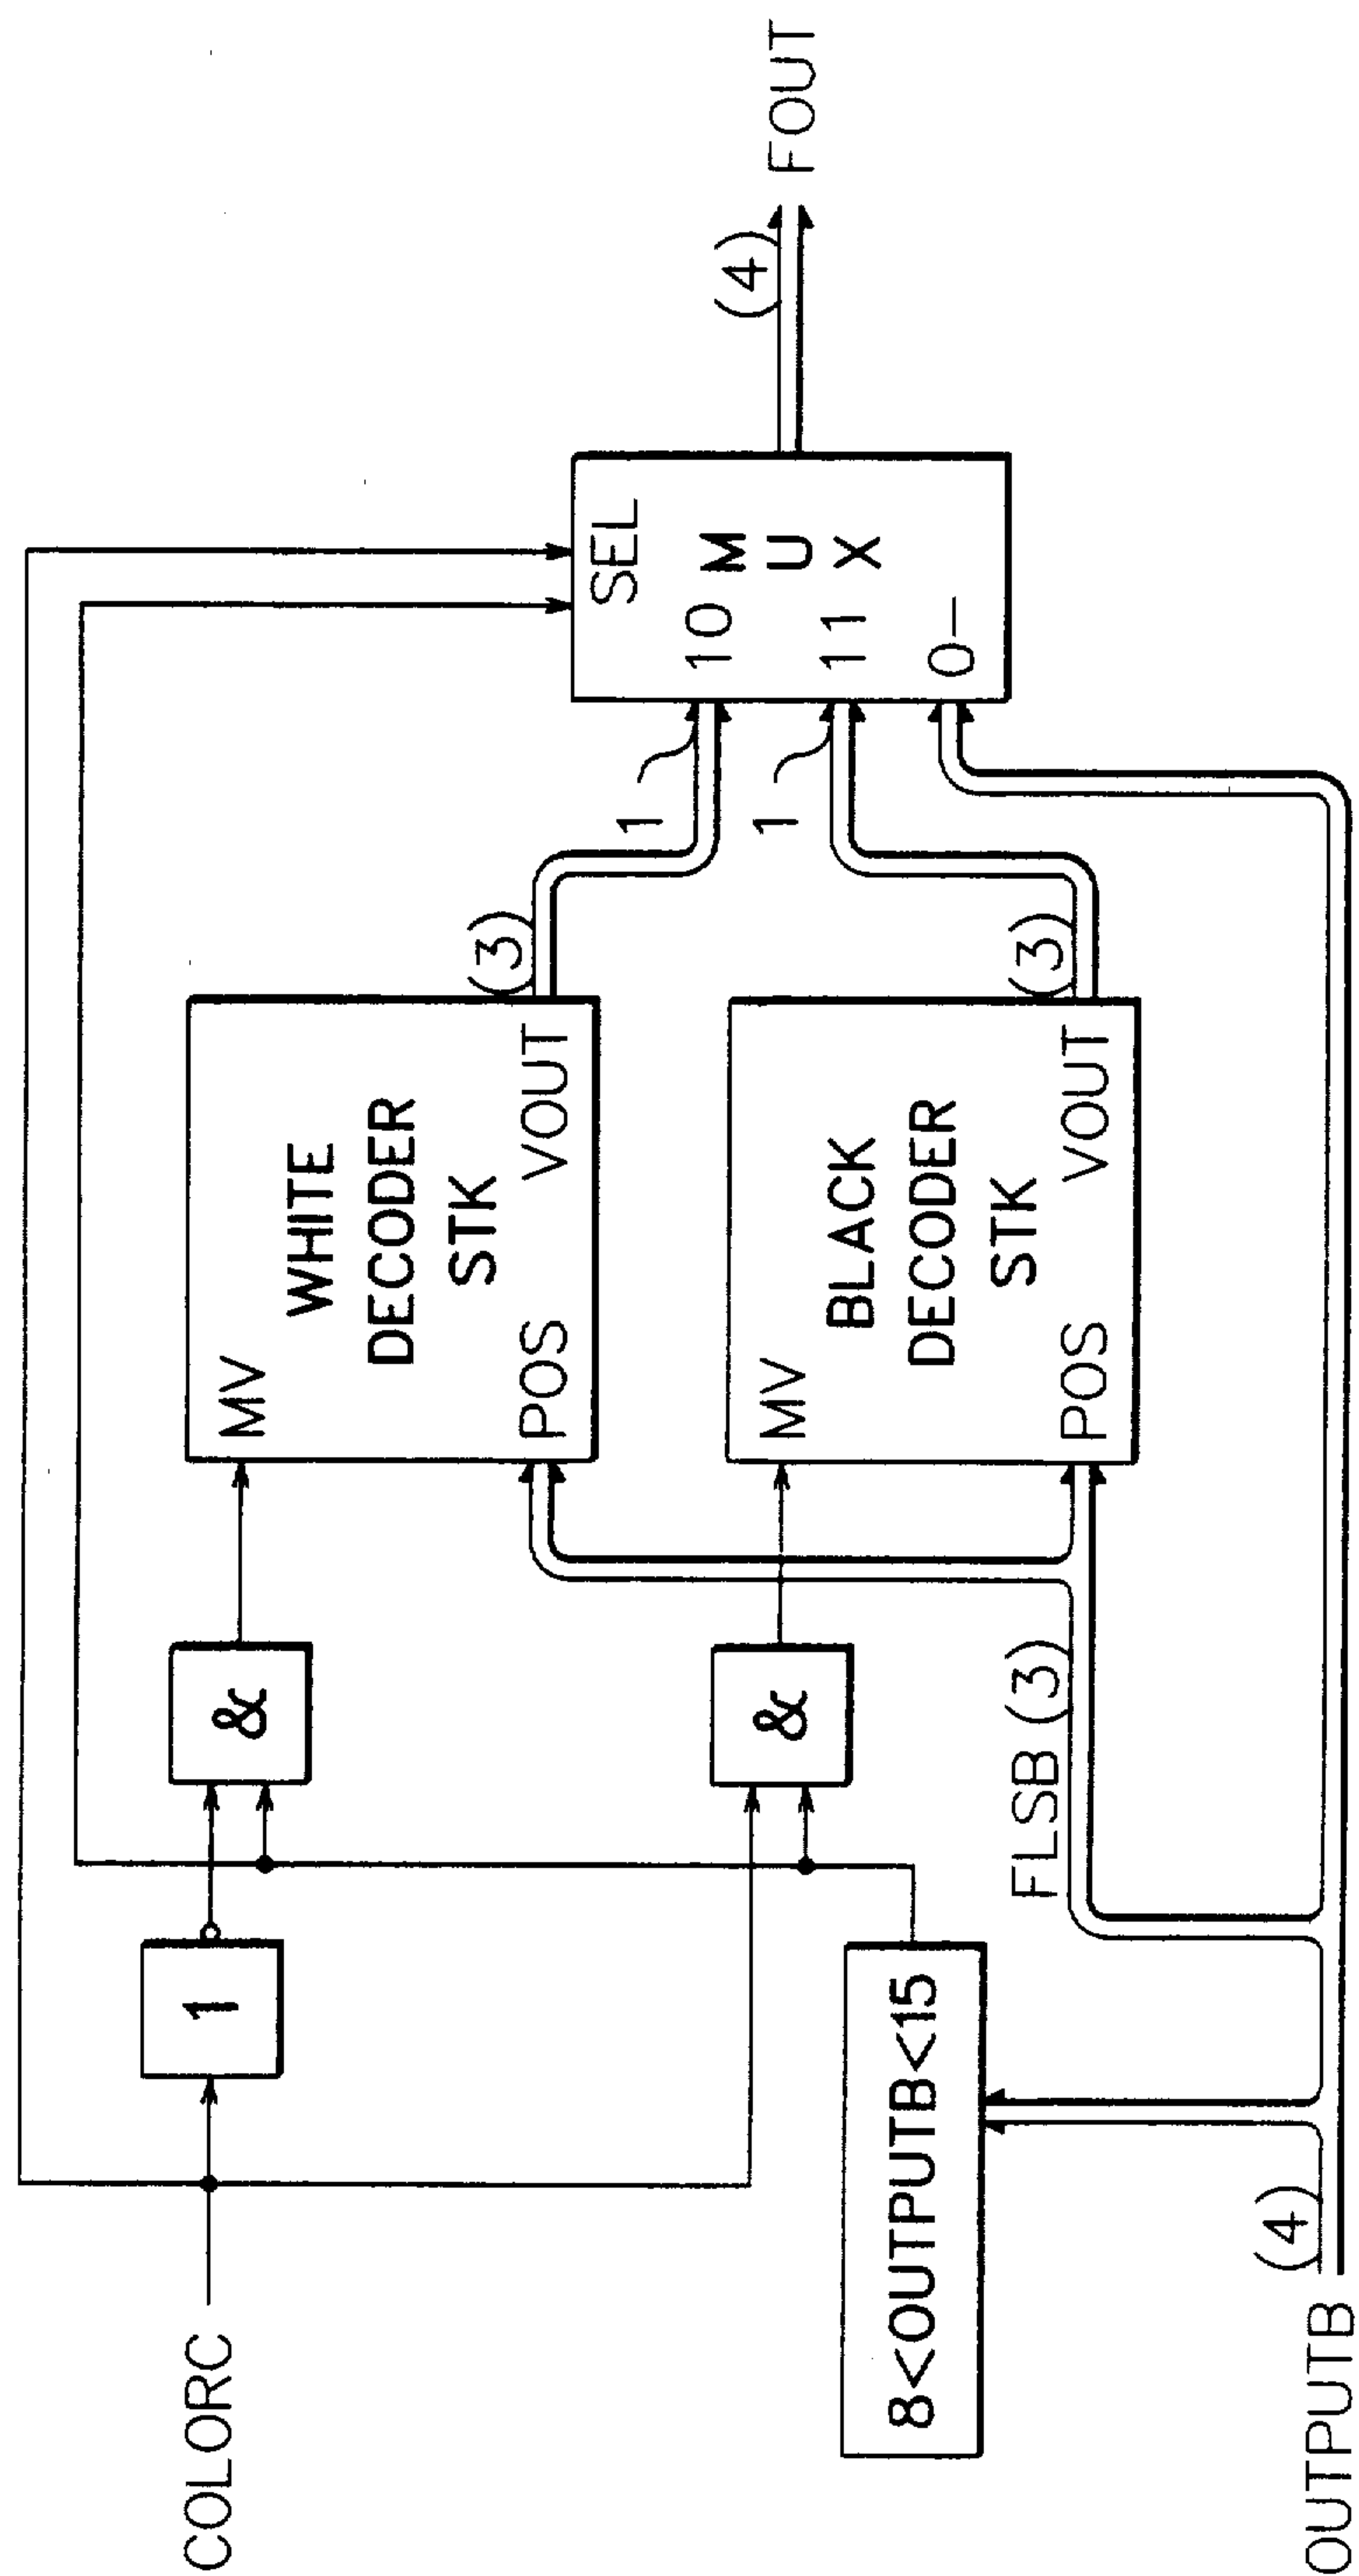 COLORC
1
&
MV
WHITE
DECODER
STK
POS
VOUT
(3)
&
MV
BLACK
DECODER
STK
POS
VOUT
(3)
8<OUTPUTB<15
FLSB (3)
OUTPUTB
(4)
1
1
SEL
10
11
0–
MUX
(4)
FOUT